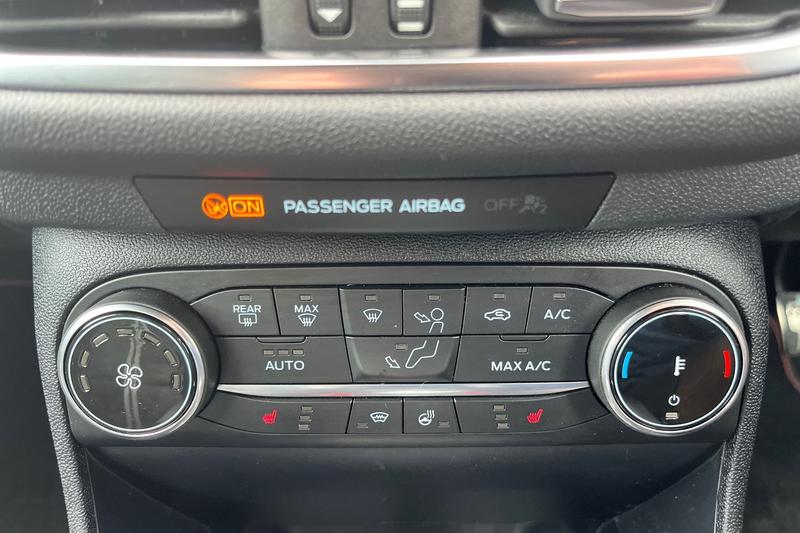 ON PASSENGER AIRBAG OFF
REAR MAX A/C
AUTO MAX A/C